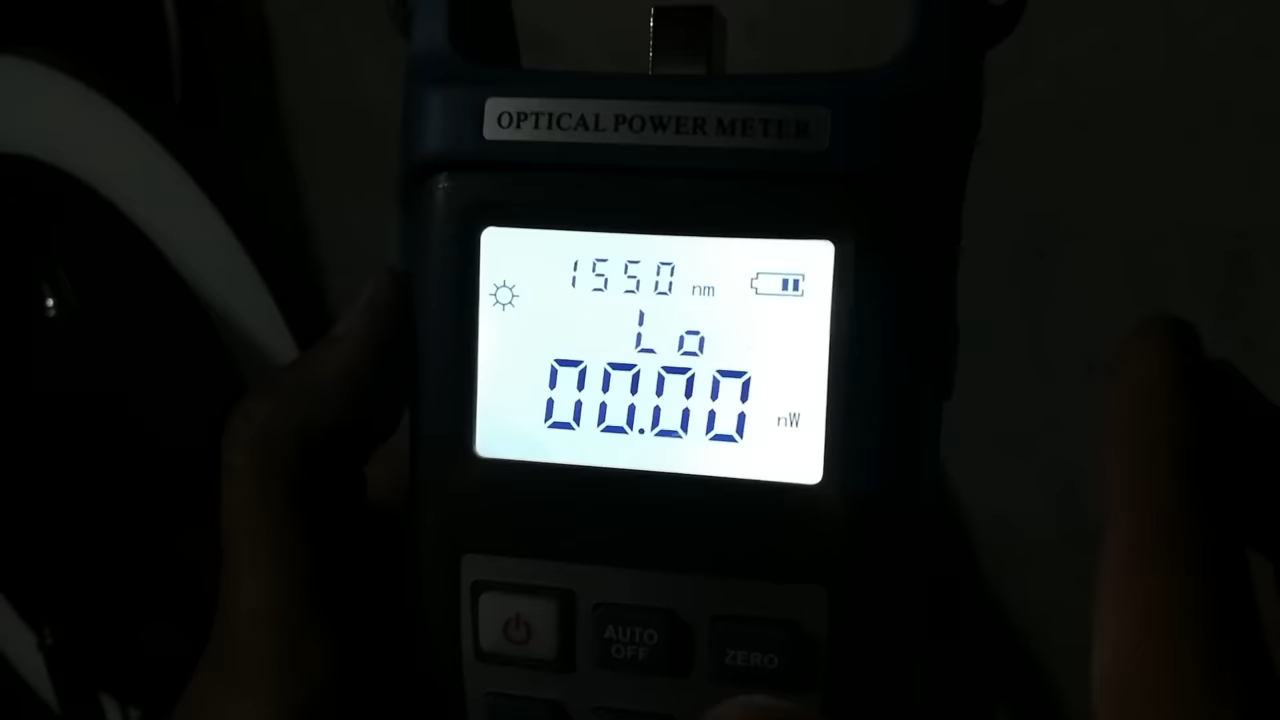 OPTICAL POWER METER
1550 nm
Lo
00.00 nW
AUTO OFF
ZERO